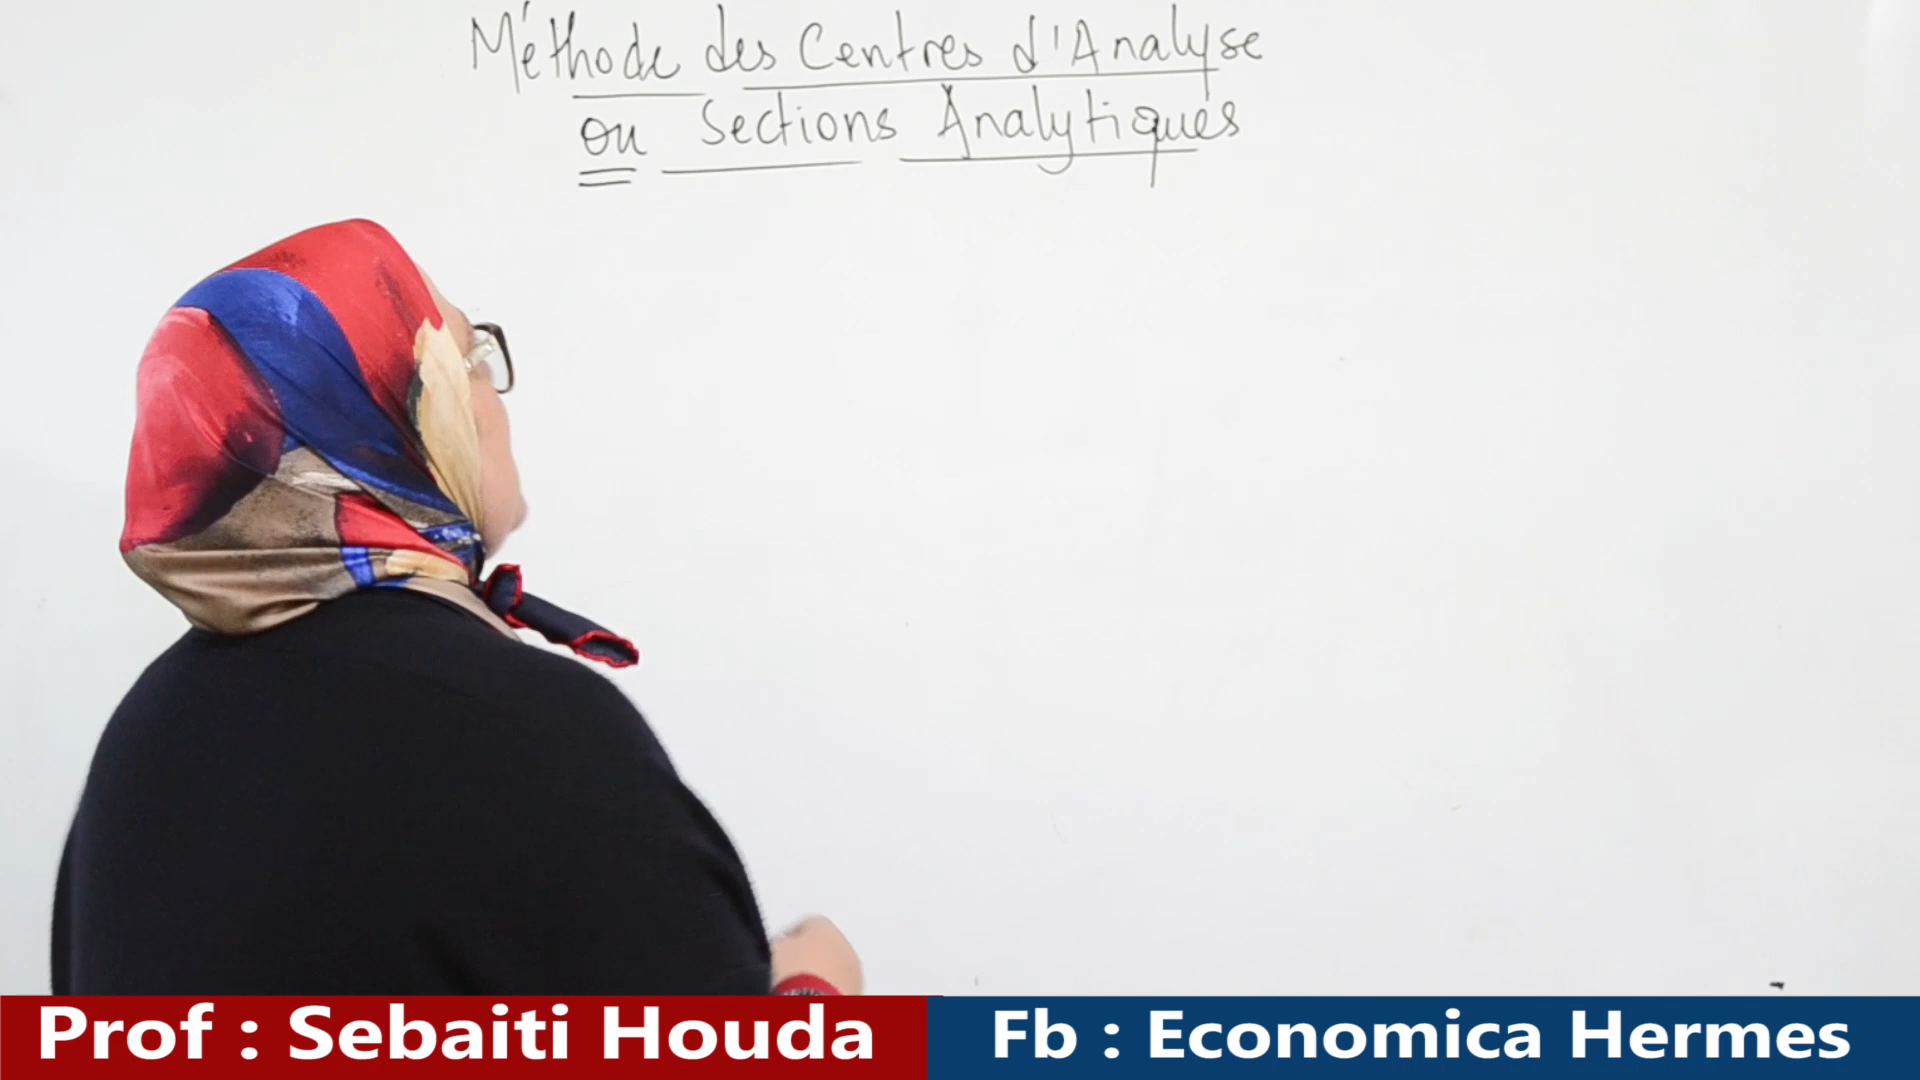 Méthode des Centres d'Analyse
ou Sections Analytiques
Prof : Sebaiti Houda
Fb : Economica Hermes